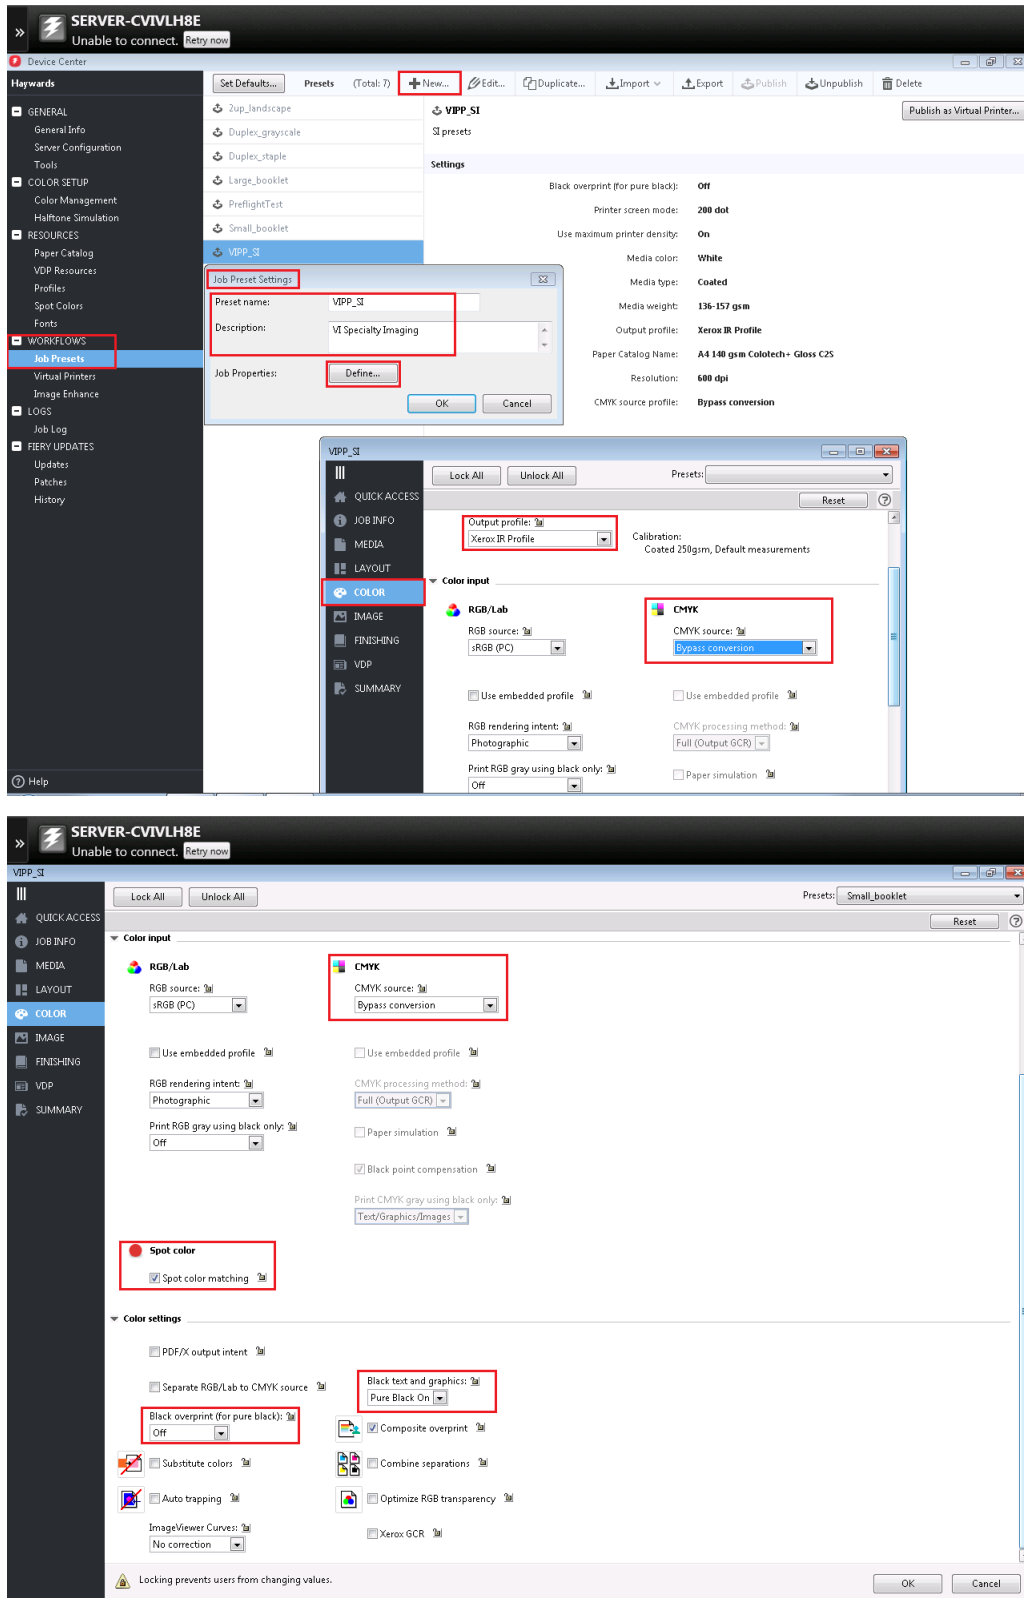 SERVER-CVIVLH8E
Unable to connect. Retry now
Device Center
Haywards
Set Defaults... Presets (Total: 7) New... Edit... Duplicate... Import Export Publish Unpublish Delete
GENERAL
General Info
Server Configuration
Tools
COLOR SETUP
Color Management
Halftone Simulation
RESOURCES
Paper Catalog
VDP Resources
Profiles
Spot Colors
Fonts
WORKFLOWS
Job Presets
Virtual Printers
Image Enhance
LOGS
Job Log
FIERY UPDATES
Updates
Patches
History
Help
2up_landscape
Duplex_grayscale
Duplex_staple
Large_booklet
PreflightTest
Small_booklet
VIPP_SI
VIPP_SI
Publish as Virtual Printer...
SI presets
Settings
Black overprint (for pure black): Off
Printer screen mode: 200 dot
Use maximum printer density: On
Media color: White
Media type: Coated
Media weight: 136-157 gsm
Output profile: Xerox IR Profile
Paper Catalog Name: A4 140 gsm Colotech+ Gloss C2S
Resolution: 600 dpi
CMYK source profile: Bypass conversion
Job Preset Settings
Preset name: VIPP_SI
Description: VI Specialty Imaging
Job Properties: Define...
OK Cancel
VIPP_SI
Lock All Unlock All Presets:
Reset
QUICK ACCESS
JOB INFO
MEDIA
LAYOUT
COLOR
IMAGE
FINISHING
VDP
SUMMARY
Output profile:
Xerox IR Profile
Calibration:
Coated 250gsm, Default measurements
Color input
RGB/Lab CMYK
RGB source: CMYK source:
sRGB (PC) Bypass conversion
Use embedded profile Use embedded profile
RGB rendering intent: CMYK processing method:
Photographic Full (Output GCR)
Print RGB gray using black only: Paper simulation
Off
SERVER-CVIVLH8E
Unable to connect. Retry now
VIPP_SI
Lock All Unlock All Presets: Small_booklet
Reset
QUICK ACCESS
JOB INFO
MEDIA
LAYOUT
COLOR
IMAGE
FINISHING
VDP
SUMMARY
Color input
RGB/Lab CMYK
RGB source: CMYK source:
sRGB (PC) Bypass conversion
Use embedded profile Use embedded profile
RGB rendering intent: CMYK processing method:
Photographic Full (Output GCR)
Print RGB gray using black only: Paper simulation
Off
Black point compensation
Print CMYK gray using black only:
Text/Graphics/Images
Spot color
Spot color matching
Color settings
PDF/X output intent
Separate RGB/Lab to CMYK source
Black text and graphics:
Pure Black On
Black overprint (for pure black):
Off
Composite overprint
Substitute colors Combine separations
Auto trapping Optimize RGB transparency
ImageViewer Curves:
No correction
Xerox GCR
Locking prevents users from changing values.
OK Cancel